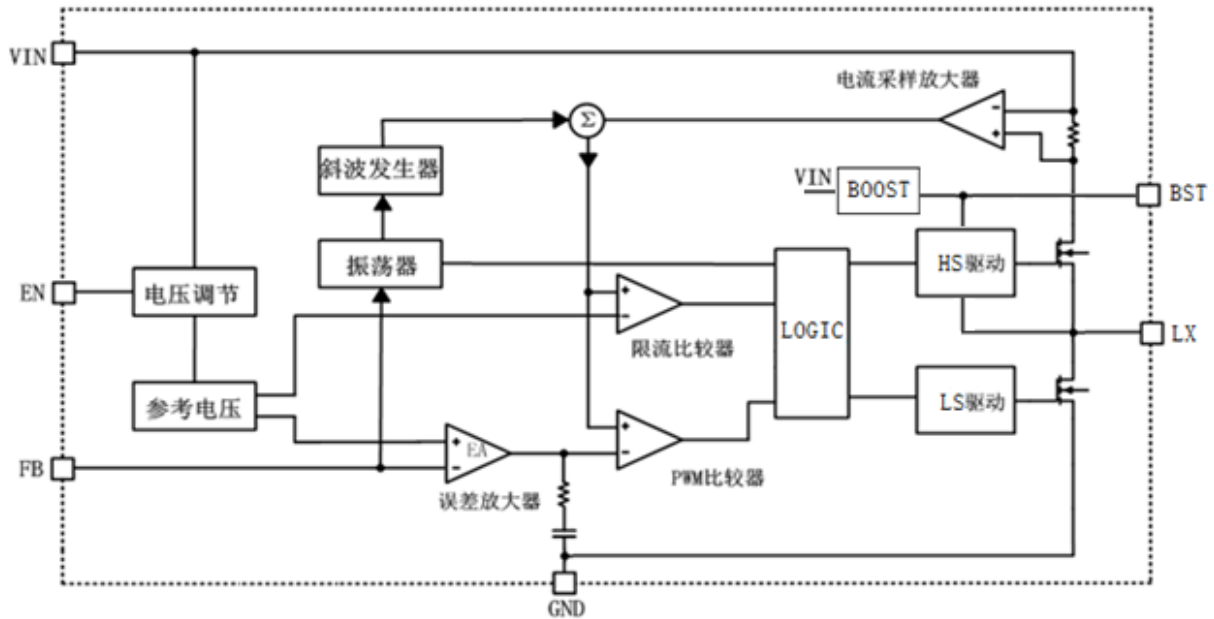 VIN
电流采样放大器
-
+
Σ
斜波发生器
VIN
BOOST
BST
振荡器
HS驱动
EN
电压调节
+
-
限流比较器
LOGIC
LX
参考电压
LS驱动
+
-
EA
+
-
PWM比较器
FB
误差放大器
GND